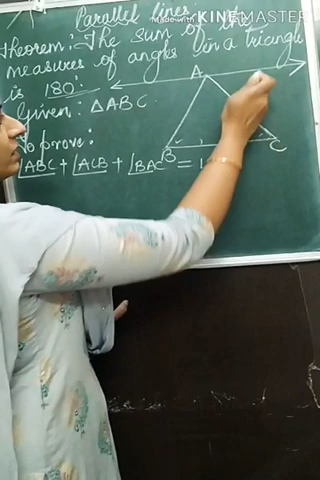 Parallel lines.
Made with KINEMASTER
Theorem: The sum of the
measures of angles in a triangle
is 180°.
Given: △ABC.
To prove:
∠ABC + ∠ACB + ∠BAC = 1
A
B
C